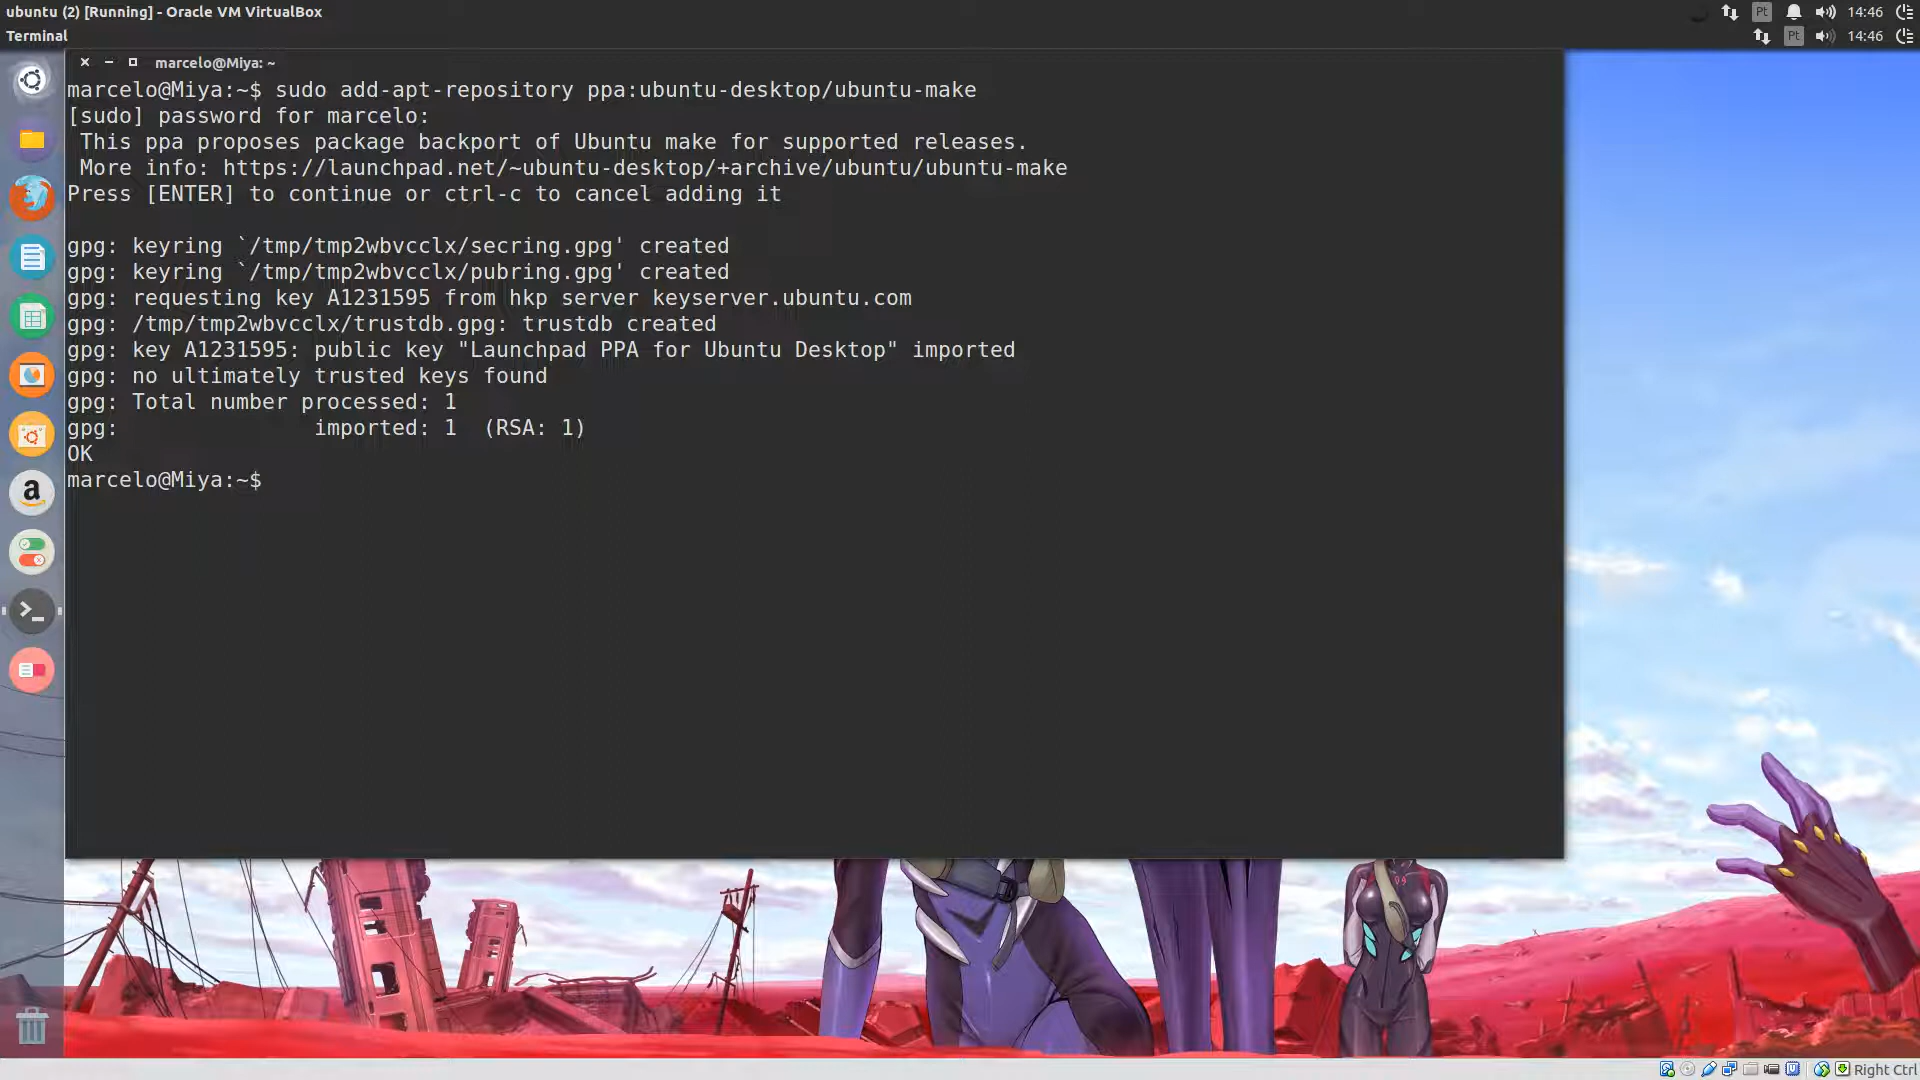 ubuntu (2) [Running] - Oracle VM VirtualBox
Pt
14:46
Terminal
Pt
14:46
marcelo@Miya: ~
marcelo@Miya:~$ sudo add-apt-repository ppa:ubuntu-desktop/ubuntu-make
[sudo] password for marcelo:
 This ppa proposes package backport of Ubuntu make for supported releases.
 More info: https://launchpad.net/~ubuntu-desktop/+archive/ubuntu/ubuntu-make
Press [ENTER] to continue or ctrl-c to cancel adding it
gpg: keyring `/tmp/tmp2wbvcclx/secring.gpg' created
gpg: keyring `/tmp/tmp2wbvcclx/pubring.gpg' created
gpg: requesting key A1231595 from hkp server keyserver.ubuntu.com
gpg: /tmp/tmp2wbvcclx/trustdb.gpg: trustdb created
gpg: key A1231595: public key "Launchpad PPA for Ubuntu Desktop" imported
gpg: no ultimately trusted keys found
gpg: Total number processed: 1
gpg:               imported: 1  (RSA: 1)
OK
marcelo@Miya:~$
Right Ctrl